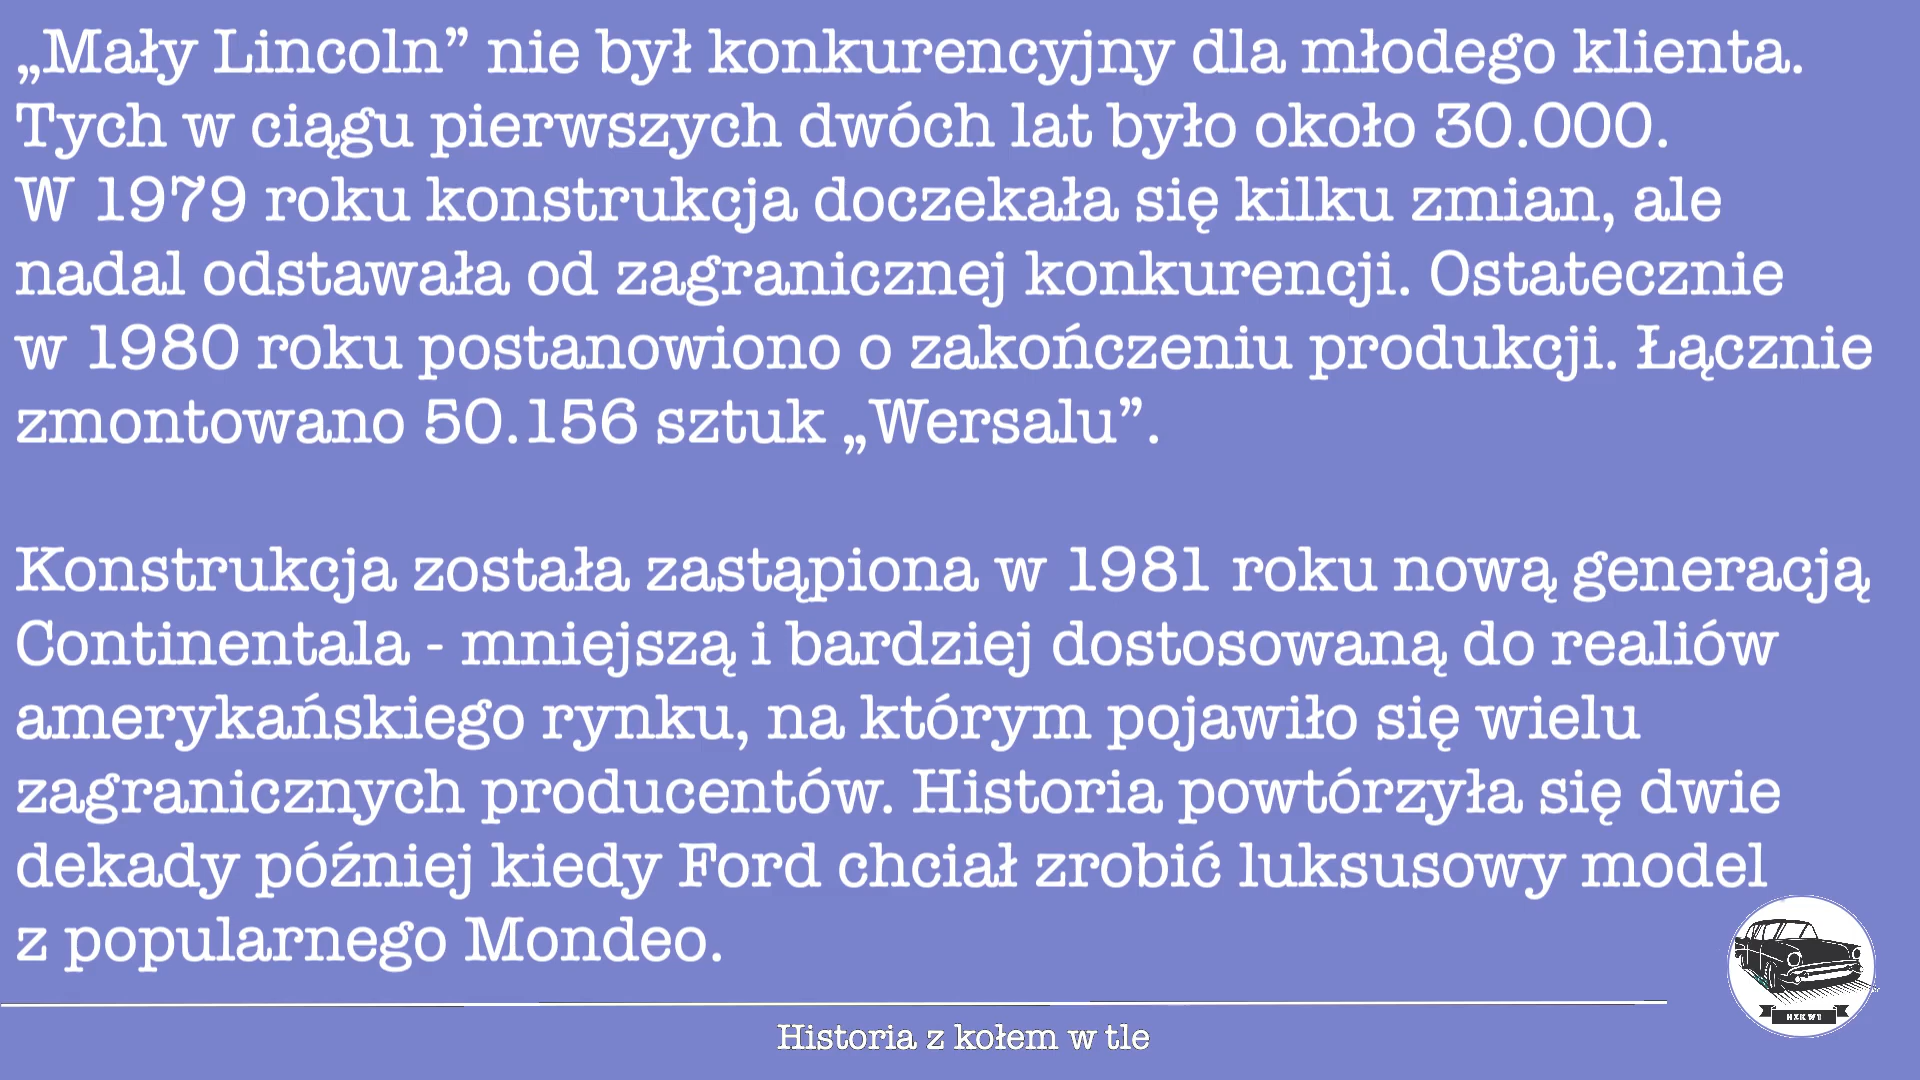 „Mały Lincoln” nie był konkurencyjny dla młodego klienta.
Tych w ciągu pierwszych dwóch lat było około 30.000.
W 1979 roku konstrukcja doczekała się kilku zmian, ale
nadal odstawała od zagranicznej konkurencji. Ostatecznie
w 1980 roku postanowiono o zakończeniu produkcji. Łącznie
zmontowano 50.156 sztuk „Wersalu”.
Konstrukcja została zastąpiona w 1981 roku nową generacją
Continentala - mniejszą i bardziej dostosowaną do realiów
amerykańskiego rynku, na którym pojawiło się wielu
zagranicznych producentów. Historia powtórzyła się dwie
dekady później kiedy Ford chciał zrobić luksusowy model
z popularnego Mondeo.
Historia z kołem w tle